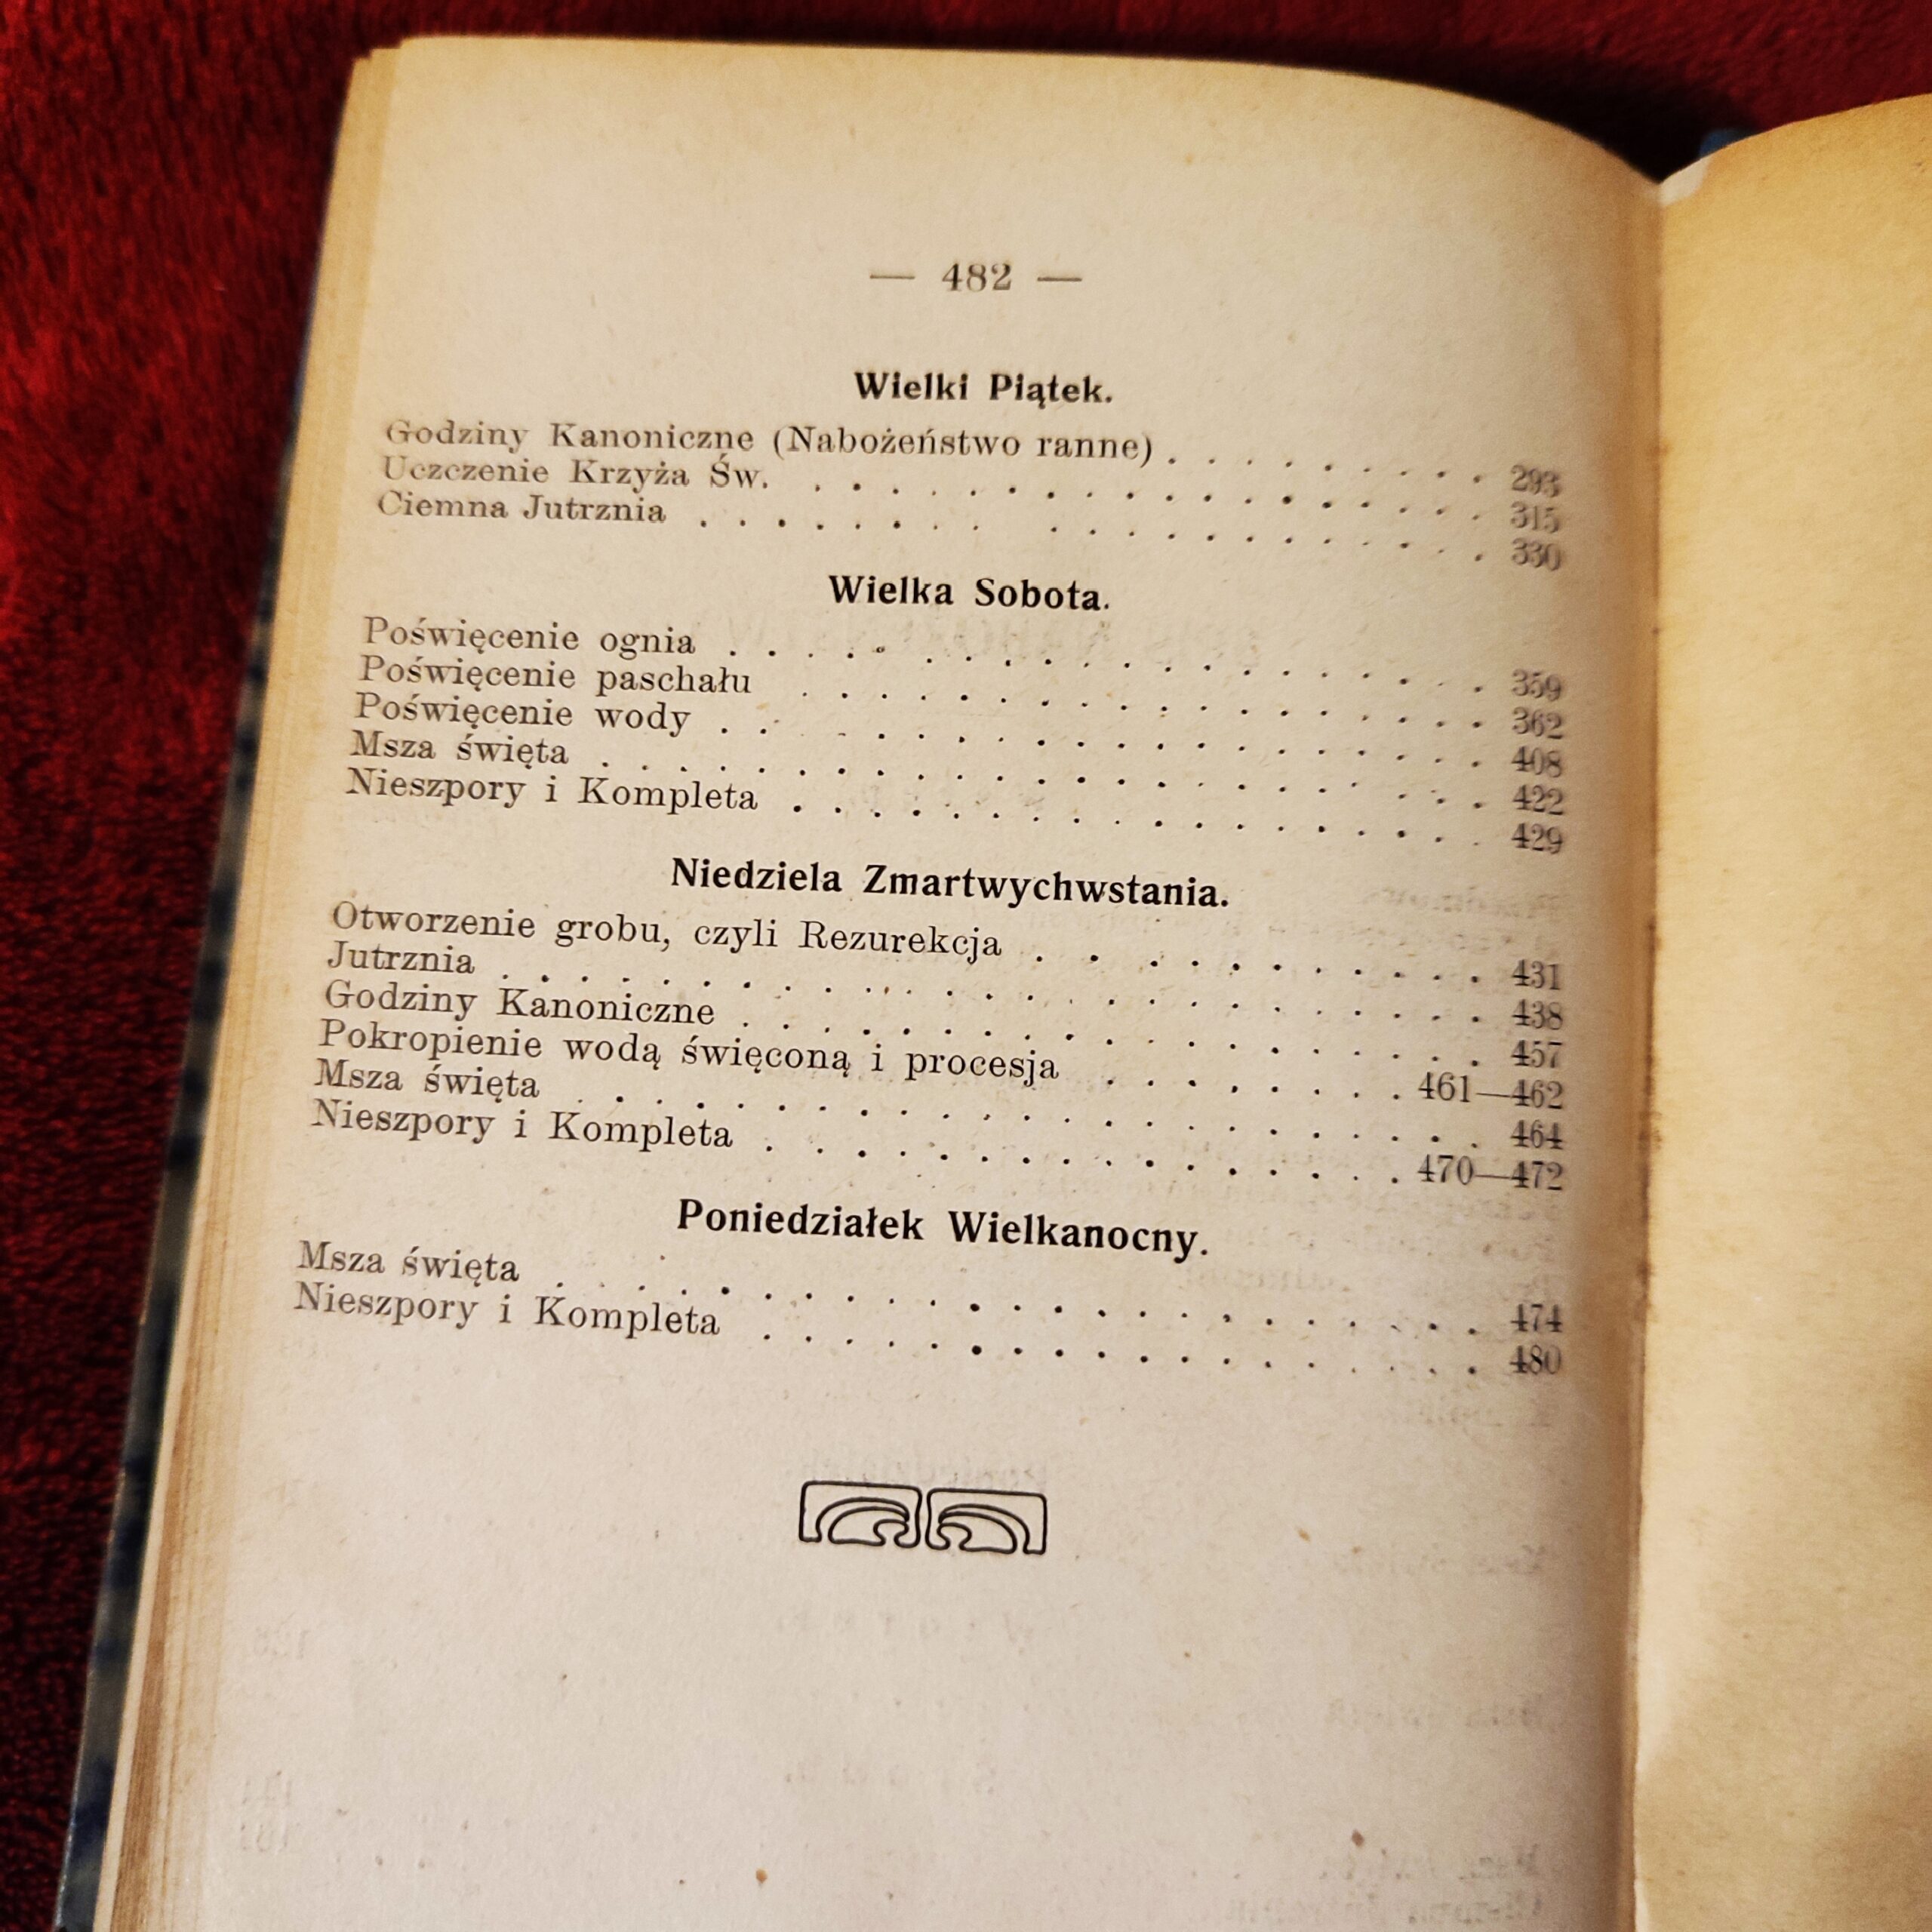 — 482 —
Wielki Piątek.
Godziny Kanoniczne (Nabożeństwo ranne) . . . . . . . . . 293
Uczczenie Krzyża Św. . . . . . . . . . . . . . . . . . . 315
Ciemna Jutrznia . . . . . . . . . . . . . . . . . . . . 330
Wielka Sobota.
Poświęcenie ognia . . . . . . . . . . . . . . . . . . . . 359
Poświęcenie paschału . . . . . . . . . . . . . . . . . . 362
Poświęcenie wody . . . . . . . . . . . . . . . . . . . 408
Msza święta . . . . . . . . . . . . . . . . . . . . . . . 422
Nieszpory i Kompleta . . . . . . . . . . . . . . . . . . 429
Niedziela Zmartwychwstania.
Otworzenie grobu, czyli Rezurekcja . . . . . . . . . . . 431
Jutrznia . . . . . . . . . . . . . . . . . . . . . . . . . 438
Godziny Kanoniczne . . . . . . . . . . . . . . . . . . . 457
Pokropienie wodą święconą i procesja . . . . . . . . 461—462
Msza święta . . . . . . . . . . . . . . . . . . . . . . . 464
Nieszpory i Kompleta . . . . . . . . . . . . . . . . 470—472
Poniedziałek Wielkanocny.
Msza święta . . . . . . . . . . . . . . . . . . . . . . . 474
Nieszpory i Kompleta . . . . . . . . . . . . . . . . . . 480